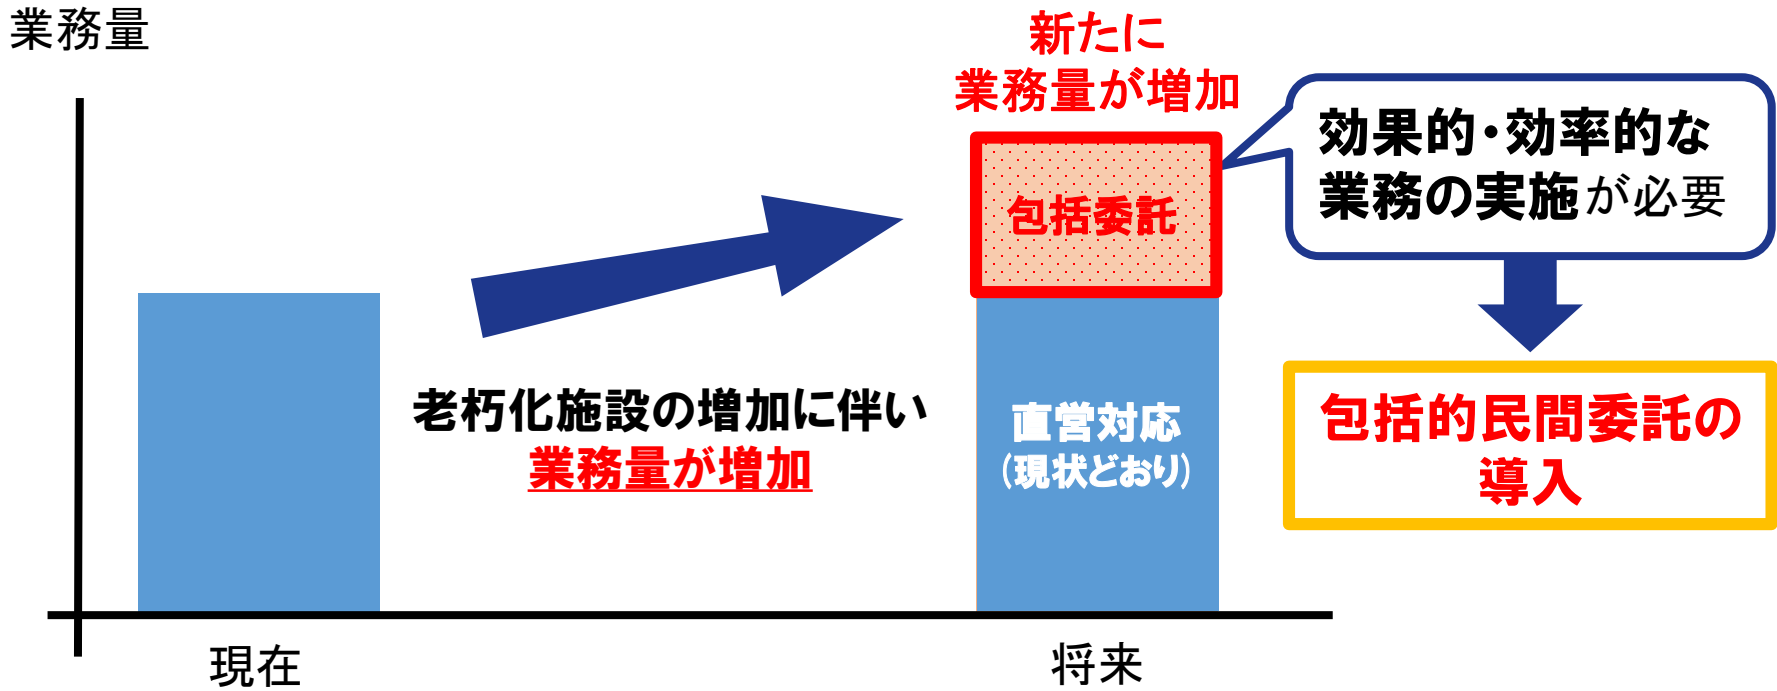 業務量
新たに
業務量が増加
包括委託
効果的・効率的な
業務の実施が必要
老朽化施設の増加に伴い
業務量が増加
直営対応
(現状どおり)
包括的民間委託の
導入
現在
将来